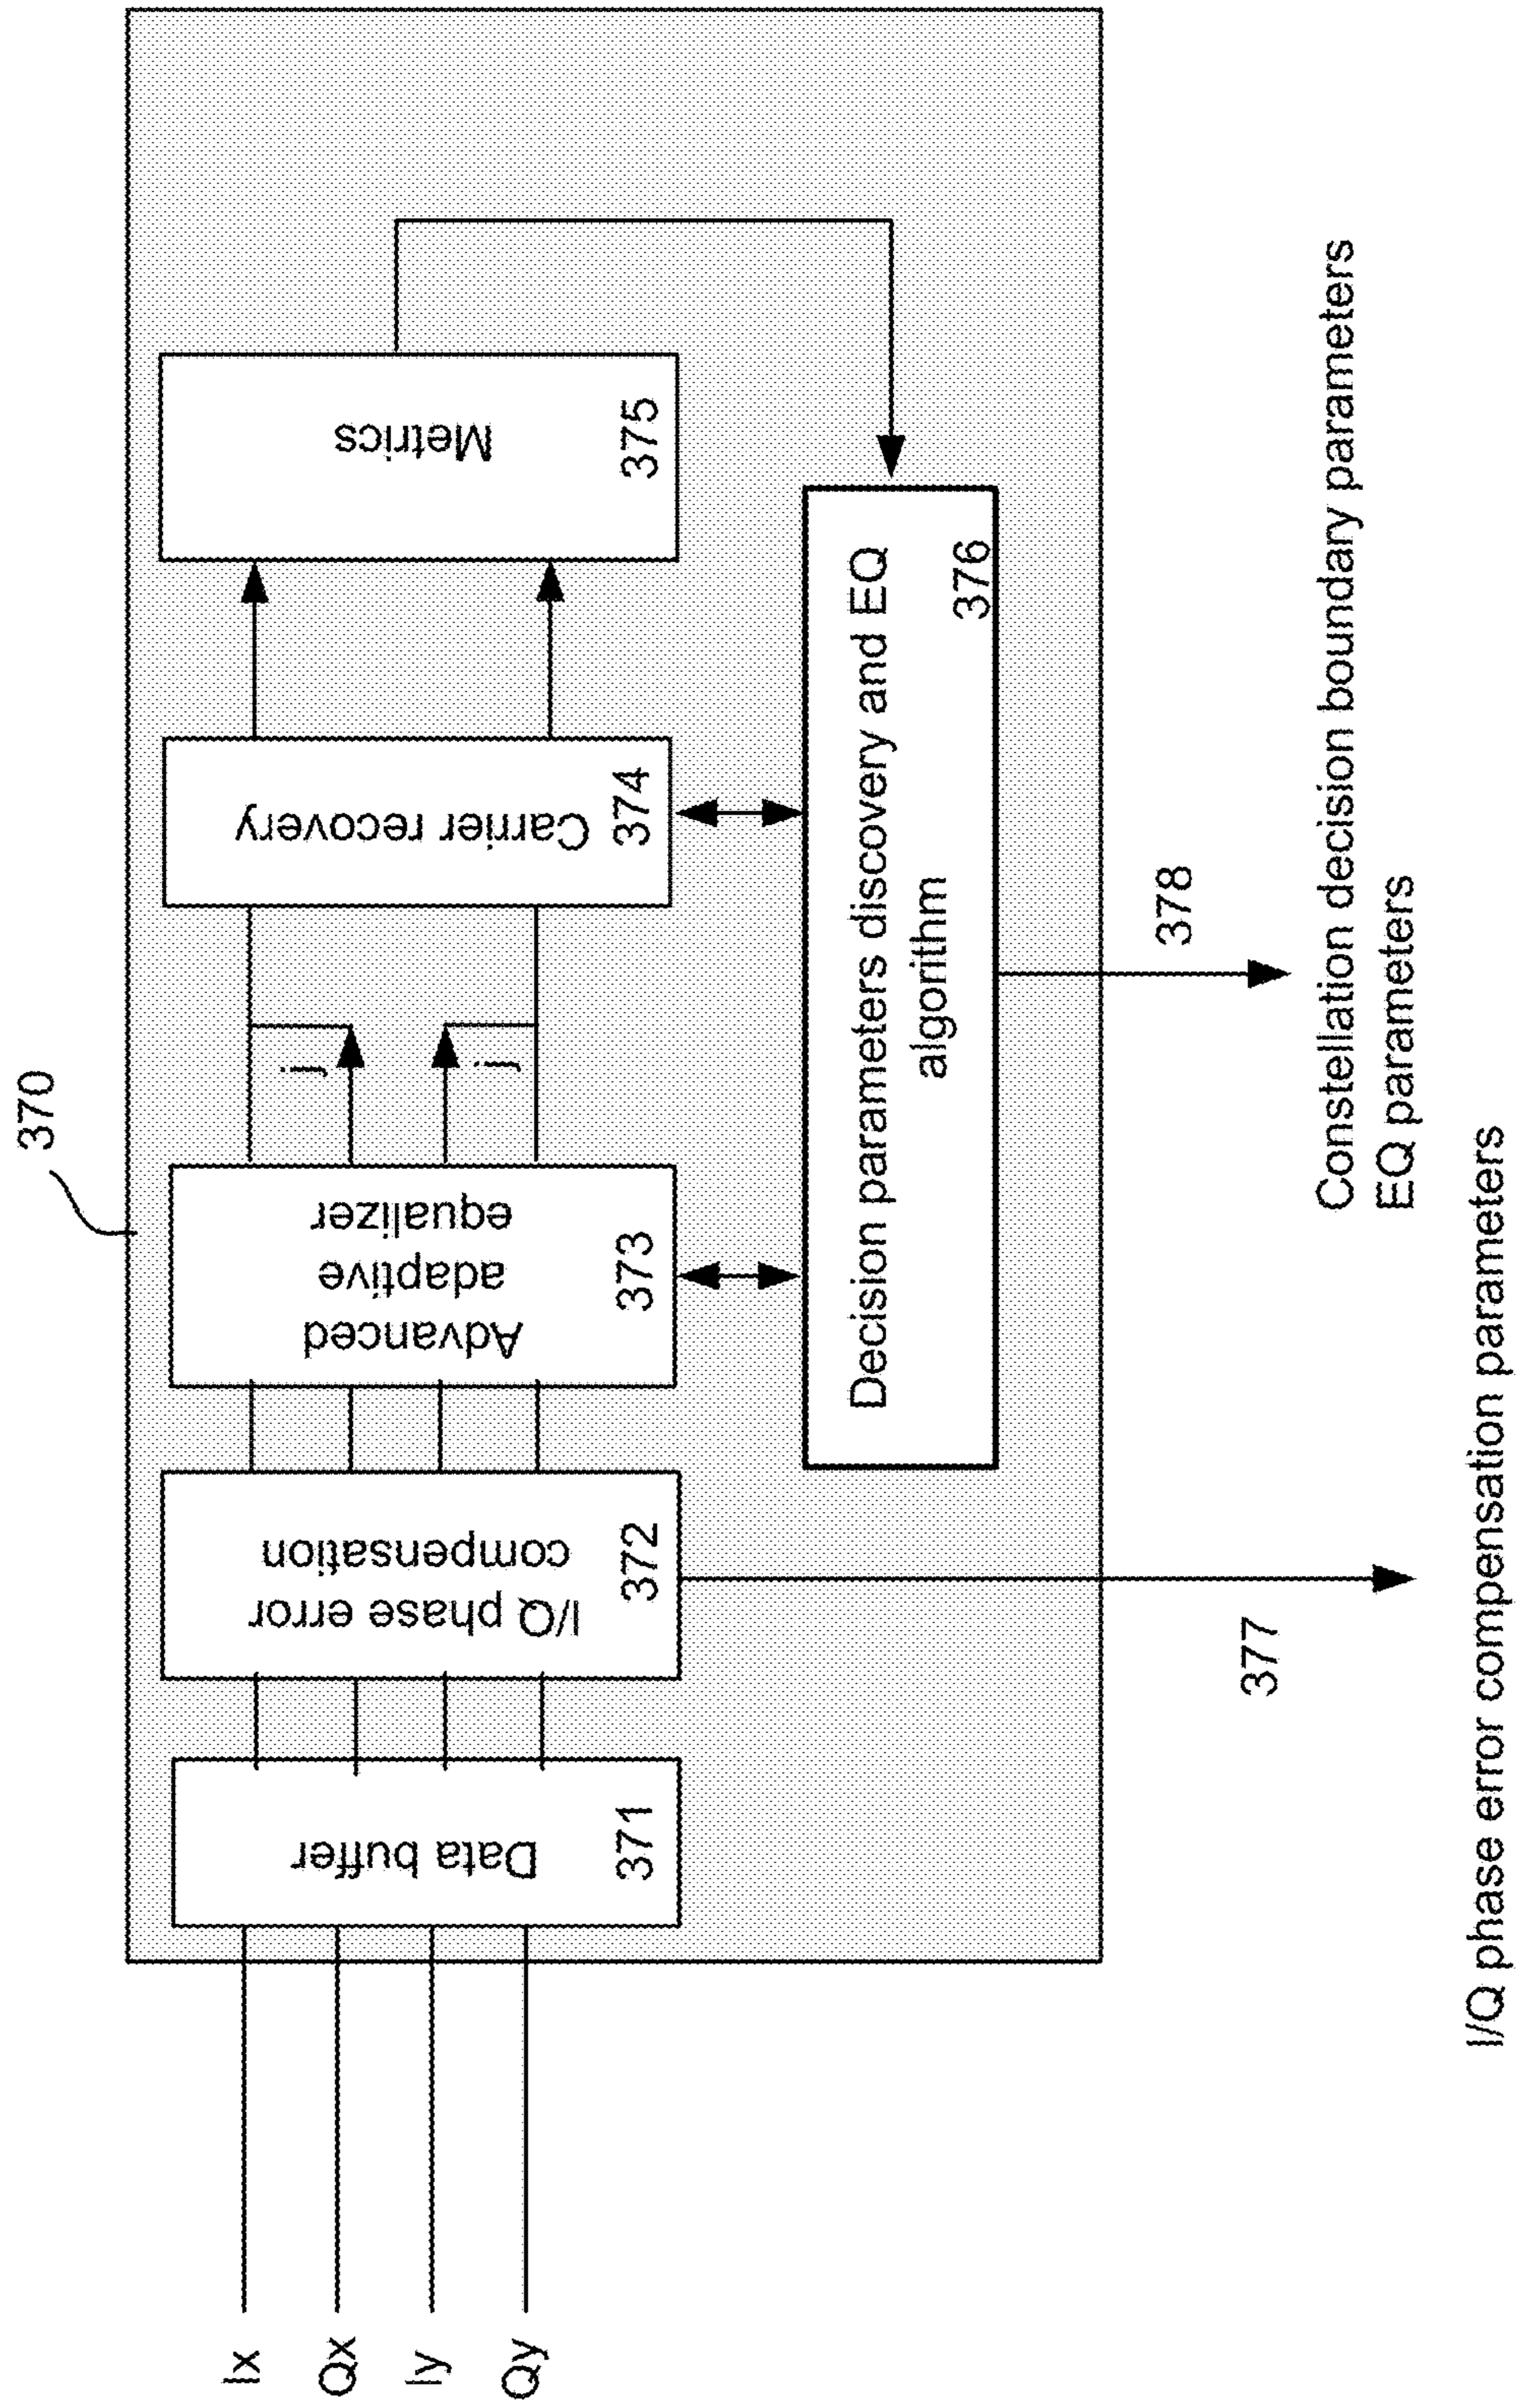 370
Ix
Qx
Iy
Qy
Data buffer
371
I/Q phase error
compensation
372
Advanced
adaptive
equalizer
373
j
j
Carrier recovery
374
Metrics
375
Decision parameters discovery and EQ
algorithm
376
377
378
Constellation decision boundary parameters
EQ parameters
I/Q phase error compensation parameters